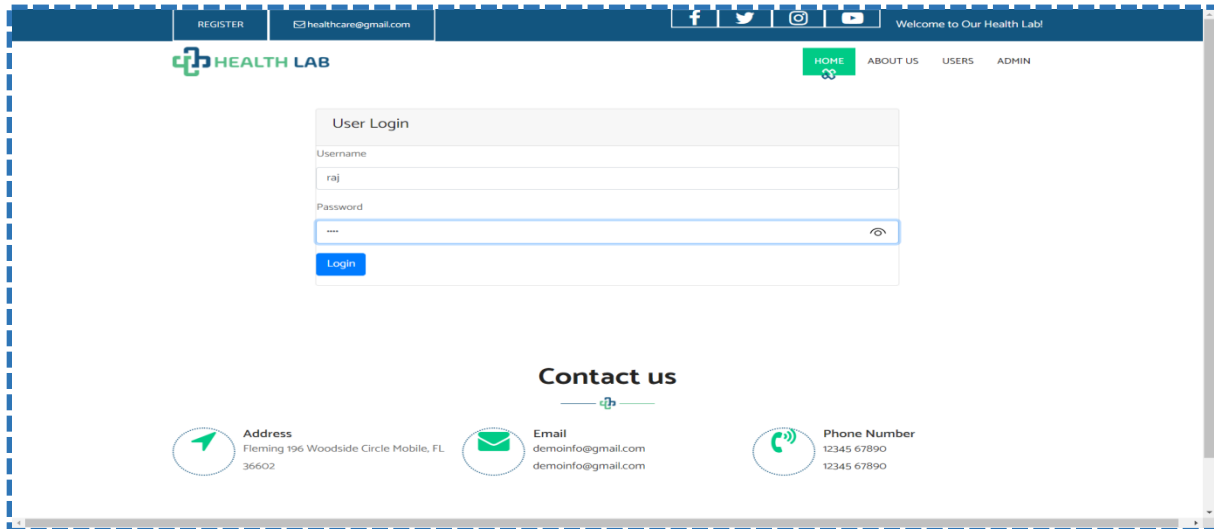 REGISTER
healthcare@gmail.com
Welcome to Our Health Lab!
HEALTH LAB
HOME
ABOUT US
USERS
ADMIN
User Login
Username
raj
Password
····
Login
Contact us
Address
Fleming 196 Woodside Circle Mobile, FL
36602
Email
demoinfo@gmail.com
demoinfo@gmail.com
Phone Number
12345 67890
12345 67890